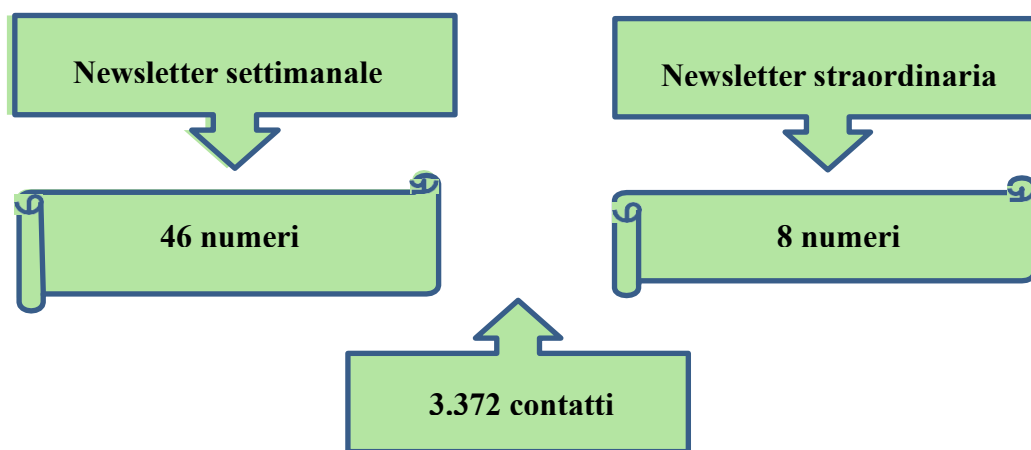 Newsletter settimanale
Newsletter straordinaria
46 numeri
8 numeri
3.372 contatti